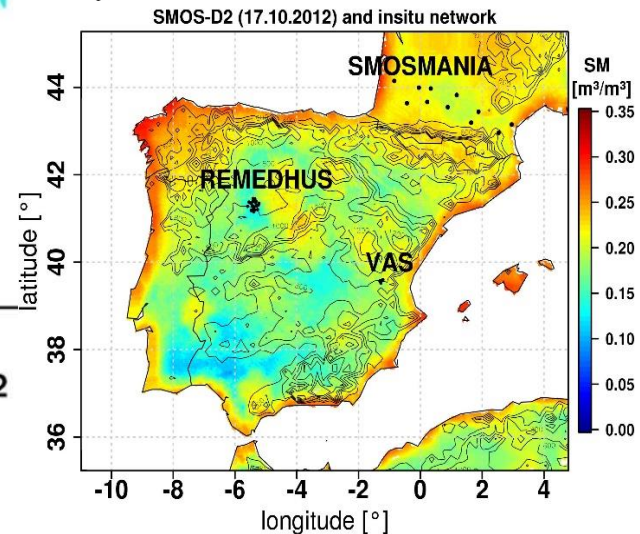 SMOS-D2 (17.10.2012) and insitu network
SM
[m³/m³]
SMOSMANIA
REMEDHUS
VAS
latitude [°]
44
42
40
38
36
-10 -8 -6 -4 -2 0 2 4
longitude [°]
0.35
0.30
0.25
0.20
0.15
0.10
0.05
0.00
2